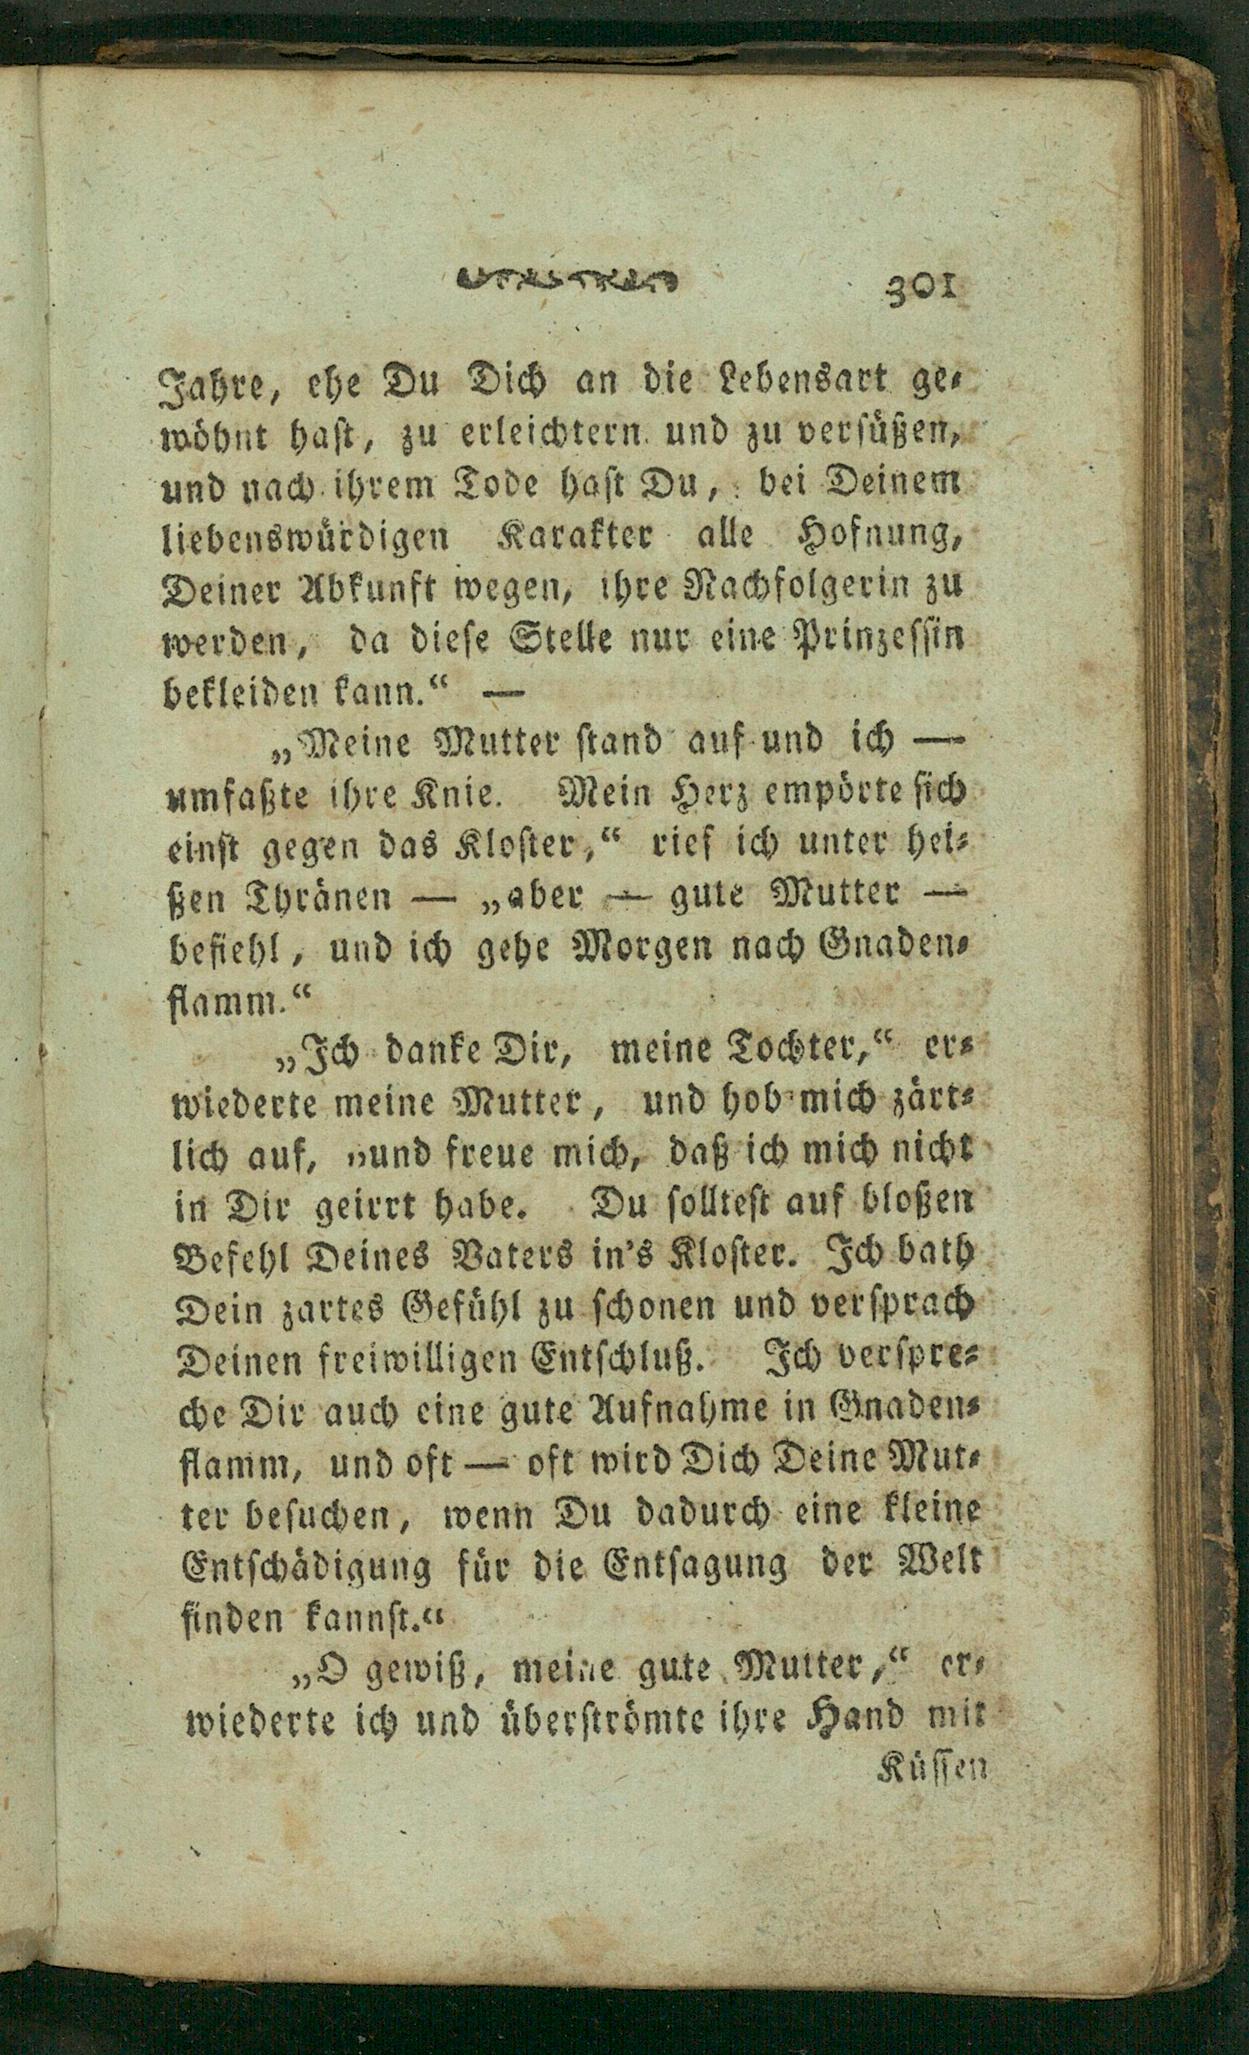 301
Jahre, ehe Du Dich an die Lebensart ge⸗
wöhnt hast, zu erleichtern und zu versüßen,
und nach ihrem Tode hast Du, bei Deinem
liebenswürdigen Karakter alle Hofnung,
Deiner Abkunft wegen, ihre Nachfolgerin zu
werden, da diese Stelle nur eine Prinzessin
bekleiden kann.“ —
„Meine Mutter stand auf und ich —
umfaßte ihre Knie. Mein Herz empörte sich
einst gegen das Kloster,“ rief ich unter hei⸗
ßen Thränen — „aber — gute Mutter —
befiehl, und ich gehe Morgen nach Gnaden⸗
flamm.“
„Ich danke Dir, meine Tochter,“ er⸗
wiederte meine Mutter, und hob mich zärt⸗
lich auf, „und freue mich, daß ich mich nicht
in Dir geirrt habe. Du solltest auf bloßen
Befehl Deines Vaters in's Kloster. Ich bath
Dein zartes Gefühl zu schonen und versprach
Deinen freiwilligen Entschluß. Ich verspre⸗
che Dir auch eine gute Aufnahme in Gnaden⸗
flamm, und oft — oft wird Dich Deine Mut⸗
ter besuchen, wenn Du dadurch eine kleine
Entschädigung für die Entsagung der Welt
finden kannst.“
„O gewiß, meine gute Mutter,“ er⸗
wiederte ich und überströmte ihre Hand mit
Küssen